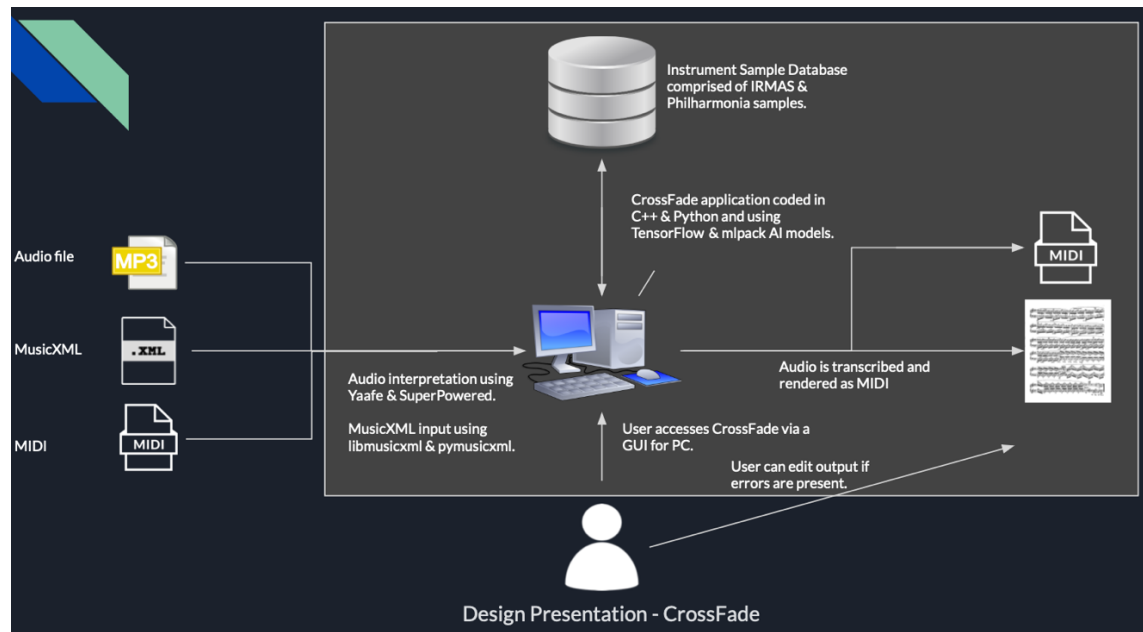 Instrument Sample Database
comprised of IRMAS &
Philharmonia samples.
CrossFade application coded in
C++ & Python and using
TensorFlow & mlpack AI models.
Audio file
MP3
MusicXML
.XML
MIDI
MIDI
Audio interpretation using
Yaafe & SuperPowered.
MusicXML input using
libmusicxml & pymusicxml.
User accesses CrossFade via a
GUI for PC.
Audio is transcribed and
rendered as MIDI
MIDI
User can edit output if
errors are present.
Design Presentation - CrossFade